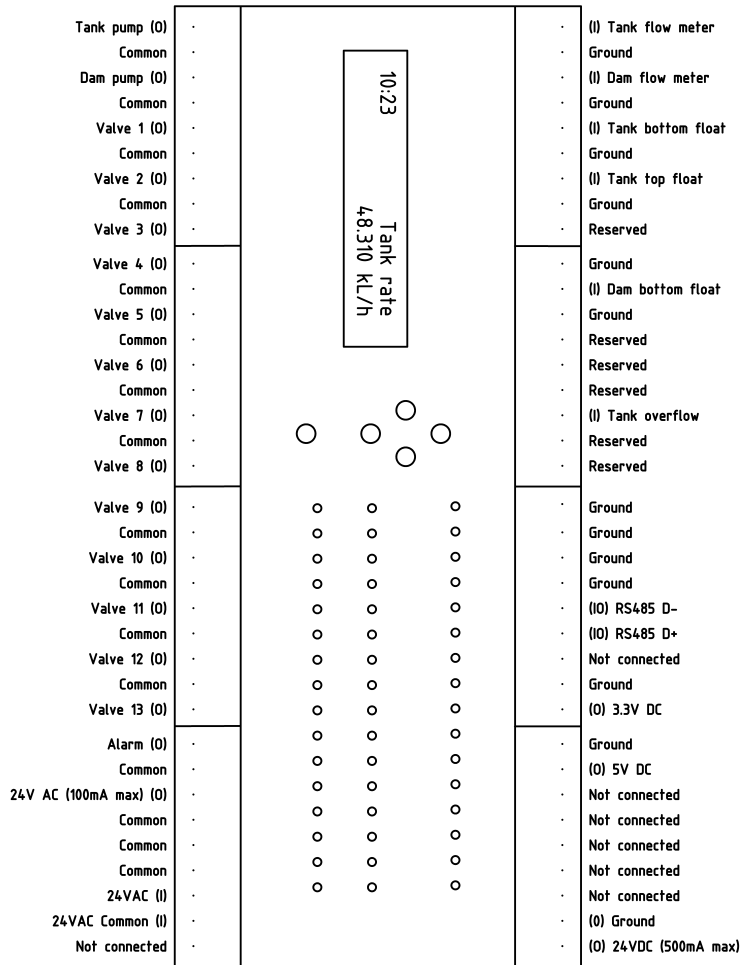 Tank pump (O)
Common
Dam pump (O)
Common
Valve 1 (O)
Common
Valve 2 (O)
Common
Valve 3 (O)
Valve 4 (O)
Common
Valve 5 (O)
Common
Valve 6 (O)
Common
Valve 7 (O)
Common
Valve 8 (O)
Valve 9 (O)
Common
Valve 10 (O)
Common
Valve 11 (O)
Common
Valve 12 (O)
Common
Valve 13 (O)
Alarm (O)
Common
24V AC (100mA max) (O)
Common
Common
Common
24VAC (I)
24VAC Common (I)
Not connected
10:23
Tank rate
48.310 kL/h
(I) Tank flow meter
Ground
(I) Dam flow meter
Ground
(I) Tank bottom float
Ground
(I) Tank top float
Ground
Reserved
Ground
(I) Dam bottom float
Ground
Reserved
Reserved
Reserved
(I) Tank overflow
Reserved
Reserved
Ground
Ground
Ground
Ground
(IO) RS485 D-
(IO) RS485 D+
Not connected
Ground
(O) 3.3V DC
Ground
(O) 5V DC
Not connected
Not connected
Not connected
Not connected
Not connected
(O) Ground
(O) 24VDC (500mA max)